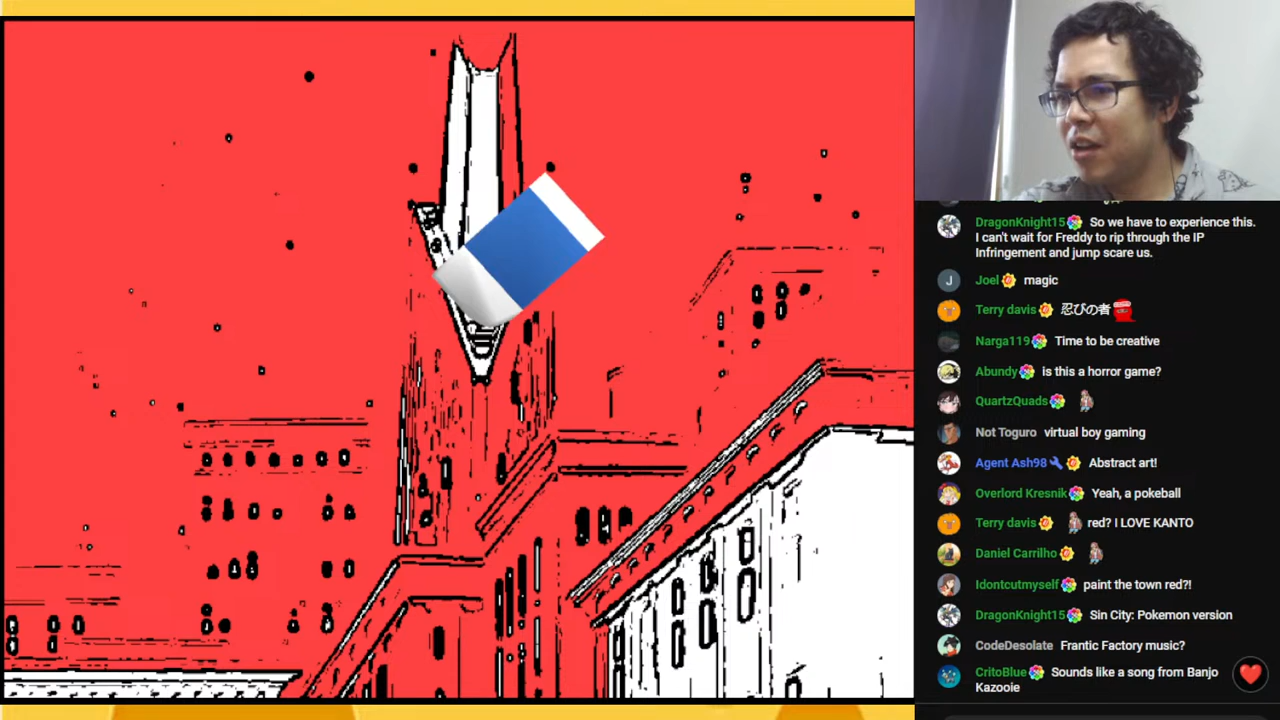 DragonKnight15 So we have to experience this.
I can't wait for Freddy to rip through the IP
Infringement and jump scare us.
J Joel magic
Terry davis 忍びの者
Narga119 Time to be creative
Abundy is this a horror game?
QuartzQuads
Not Toguro virtual boy gaming
Agent Ash98 Abstract art!
Overlord Kresnik Yeah, a pokeball
Terry davis red? I LOVE KANTO
Daniel Carrilho
Idontcutmyself paint the town red?!
DragonKnight15 Sin City: Pokemon version
CodeDesolate Frantic Factory music?
CritoBlue Sounds like a song from Banjo
Kazooie